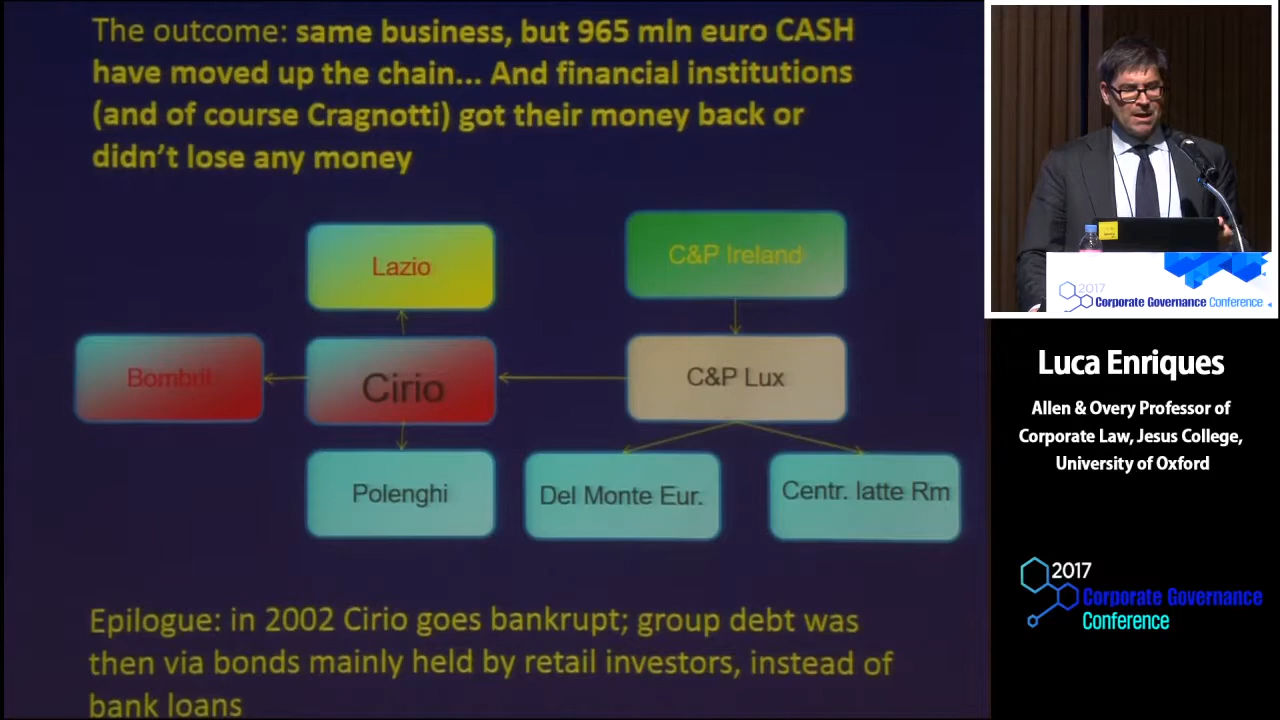 The outcome: same business, but 965 mln euro CASH
have moved up the chain... And financial institutions
(and of course Cragnotti) got their money back or
didn't lose any money
Lazio
C&P Ireland
Bombril
Cirio
C&P Lux
Polenghi
Del Monte Eur.
Centr. latte Rm
Epilogue: in 2002 Cirio goes bankrupt; group debt was
then via bonds mainly held by retail investors, instead of
bank loans
2017
Corporate Governance Conference
Luca Enriques
Allen & Overy Professor of
Corporate Law, Jesus College,
University of Oxford
2017
Corporate Governance
Conference